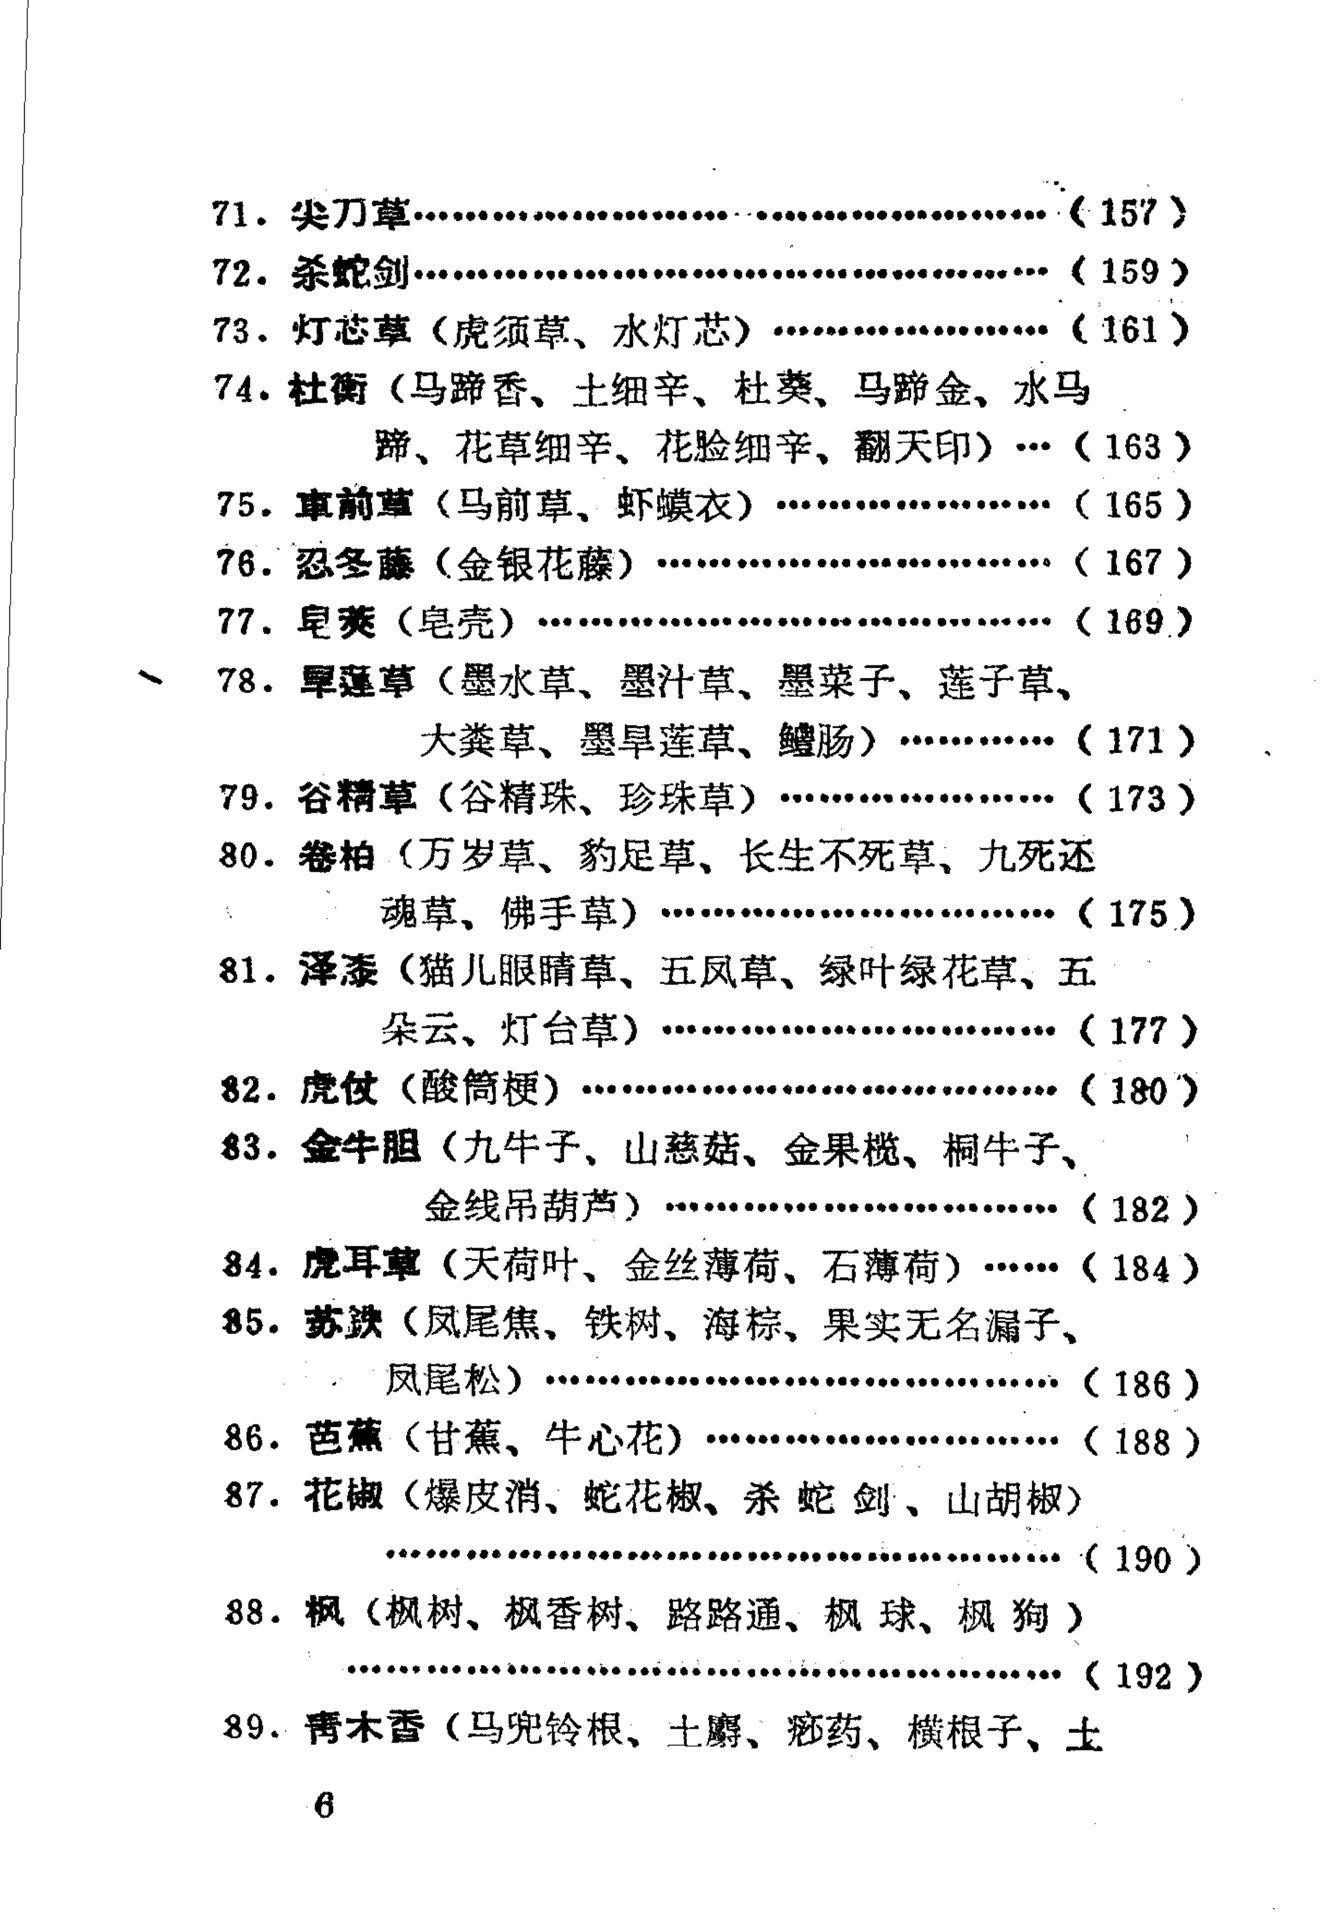 71. 尖刀草……………………………………………（157）
72. 杀蛇剑……………………………………………（159）
73. 灯芯草（虎须草、水灯芯）…………………（161）
74. 杜衡（马蹄香、土细辛、杜葵、马蹄金、水马
蹄、花草细辛、花脸细辛、翻天印）…（163）
75. 車前草（马前草、虾蟆衣）…………………（165）
76. 忍冬藤（金银花藤）…………………………（167）
77. 皂荚（皂壳）…………………………………（169）
78. 旱莲草（墨水草、墨汁草、墨菜子、莲子草、
大粪草、墨旱莲草、鳢肠）…………（171）
79. 谷精草（谷精珠、珍珠草）…………………（173）
80. 卷柏（万岁草、豹足草、长生不死草、九死还
魂草、佛手草）…………………………（175）
81. 泽漆（猫儿眼睛草、五凤草、绿叶绿花草、五
朵云、灯台草）…………………………（177）
82. 虎仗（酸筒梗）………………………………（180）
83. 金牛胆（九牛子、山慈菇、金果榄、桐牛子、
金线吊葫芦）…………………………（182）
84. 虎耳草（天荷叶、金丝薄荷、石薄荷）……（184）
85. 苏鉄（凤尾焦、铁树、海棕、果实无名漏子、
凤尾松）…………………………………（186）
86. 芭蕉（甘蕉、牛心花）………………………（188）
87. 花椒（爆皮消、蛇花椒、杀蛇剑、山胡椒）
……………………………………………（190）
88. 枫（枫树、枫香树、路路通、枫球、枫狗）
………………………………………………（192）
89. 青木香（马兜铃根、土麝、痧药、横根子、土
6